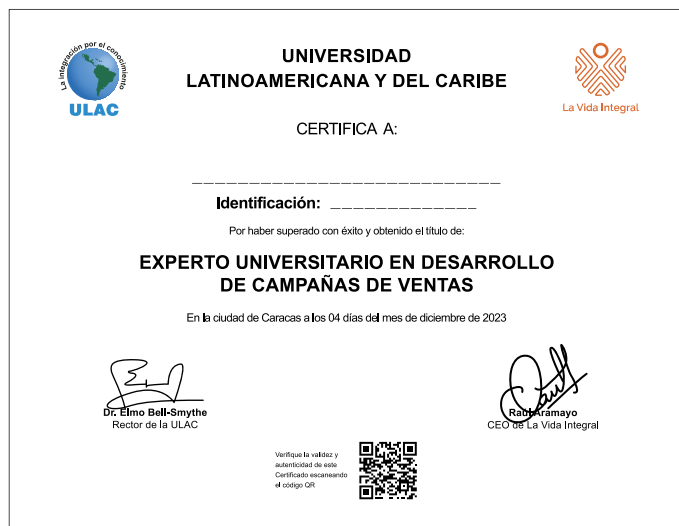 La integración por el conocimiento
ULAC
UNIVERSIDAD
LATINOAMERICANA Y DEL CARIBE
La Vida Integral
CERTIFICA A:
___________________________
Identificación: _____________
Por haber superado con éxito y obtenido el título de:
EXPERTO UNIVERSITARIO EN DESARROLLO
DE CAMPAÑAS DE VENTAS
En la ciudad de Caracas a los 04 días del mes de diciembre de 2023
Dr. Elmo Bell-Smythe
Rector de la ULAC
Raúl Aramayo
CEO de La Vida Integral
Verifique la validez y
autenticidad de este
Certificado escaneando
el código QR